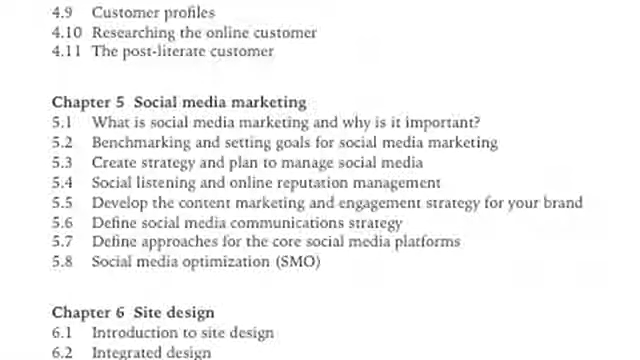 4.9 Customer profiles
4.10 Researching the online customer
4.11 The post-literate customer
Chapter 5 Social media marketing
5.1 What is social media marketing and why is it important?
5.2 Benchmarking and setting goals for social media marketing
5.3 Create strategy and plan to manage social media
5.4 Social listening and online reputation management
5.5 Develop the content marketing and engagement strategy for your brand
5.6 Define social media communications strategy
5.7 Define approaches for the core social media platforms
5.8 Social media optimization (SMO)
Chapter 6 Site design
6.1 Introduction to site design
6.2 Integrated design